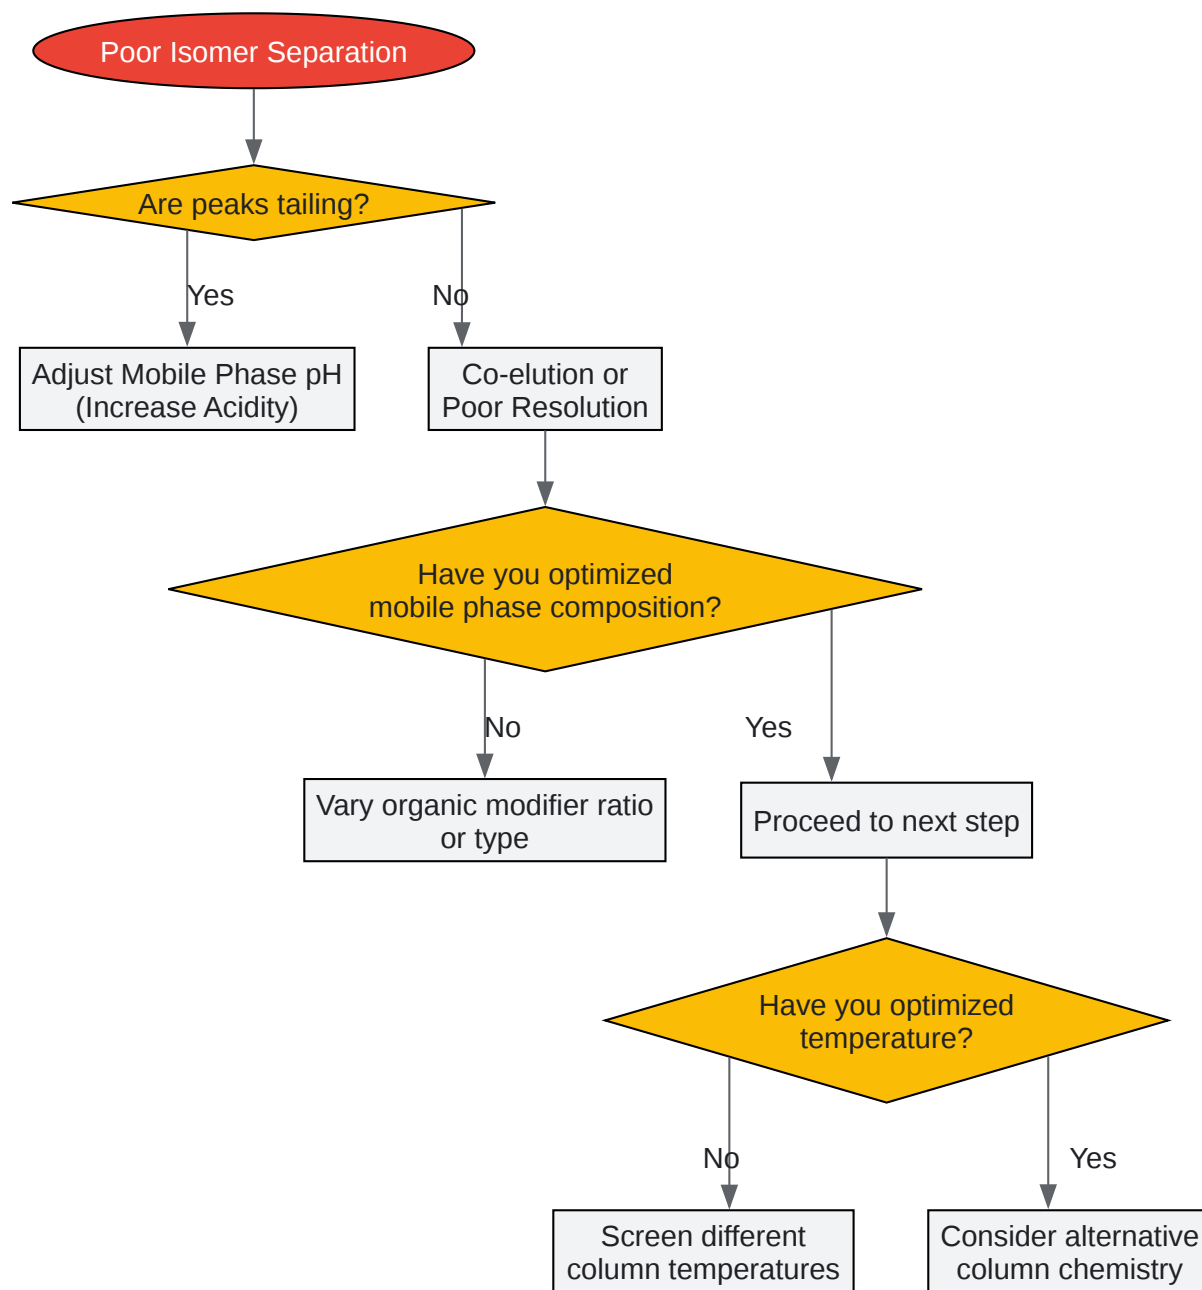 Poor Isomer Separation
Are peaks tailing?
Yes
No
Adjust Mobile Phase pH
(Increase Acidity)
Co-elution or
Poor Resolution
Have you optimized
mobile phase composition?
No
Yes
Vary organic modifier ratio
or type
Proceed to next step
Have you optimized
temperature?
No
Yes
Screen different
column temperatures
Consider alternative
column chemistry